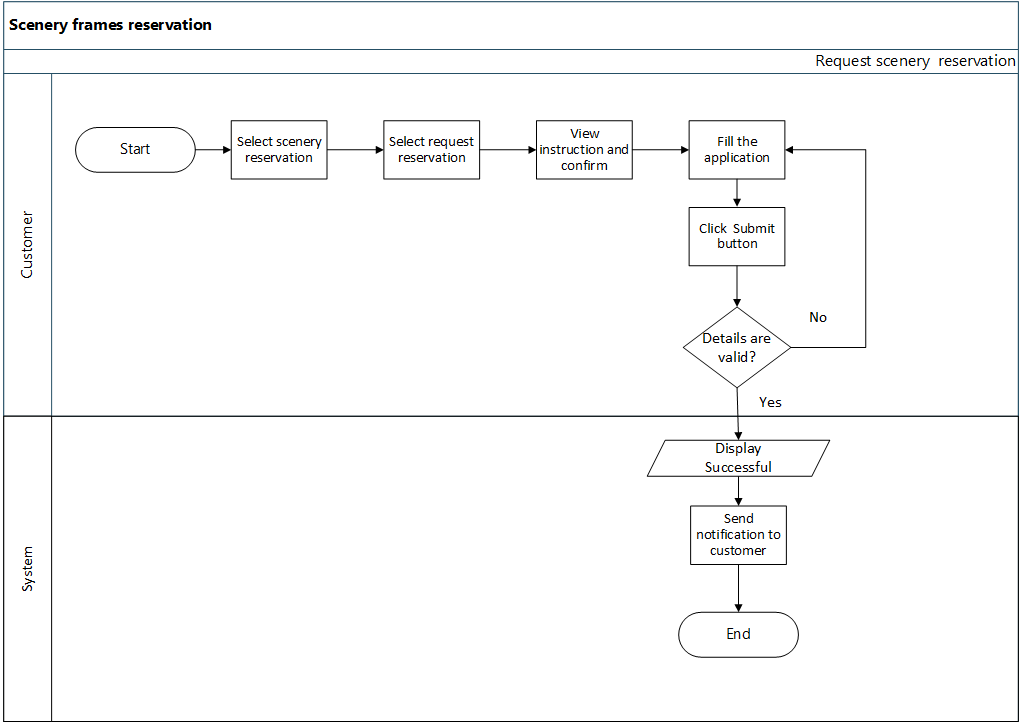 Scenery frames reservation
Request scenery  reservation
Customer
Start
Select scenery
reservation
Select request
reservation
View
instruction and
confirm
Fill the
application
Click  Submit
button
Details are
valid?
No
Yes
System
Display
Successful
Send
notification to
customer
End